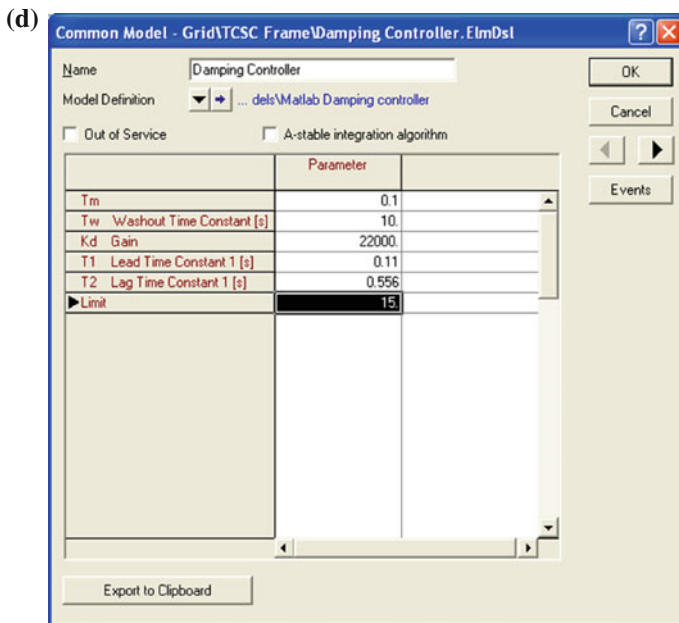 (d)
Common Model - Grid\TCSC Frame\Damping Controller.ElmDsl
Name Damping Controller OK
Model Definition ... dels\Matlab Damping controller
Cancel
Out of Service A-stable integration algorithm
Parameter
Events
Tm 0.1
Tw Washout Time Constant [s] 10.
Kd Gain 22000.
T1 Lead Time Constant 1 [s] 0.11
T2 Lag Time Constant 1 [s] 0.556
Limit 15.
Export to Clipboard